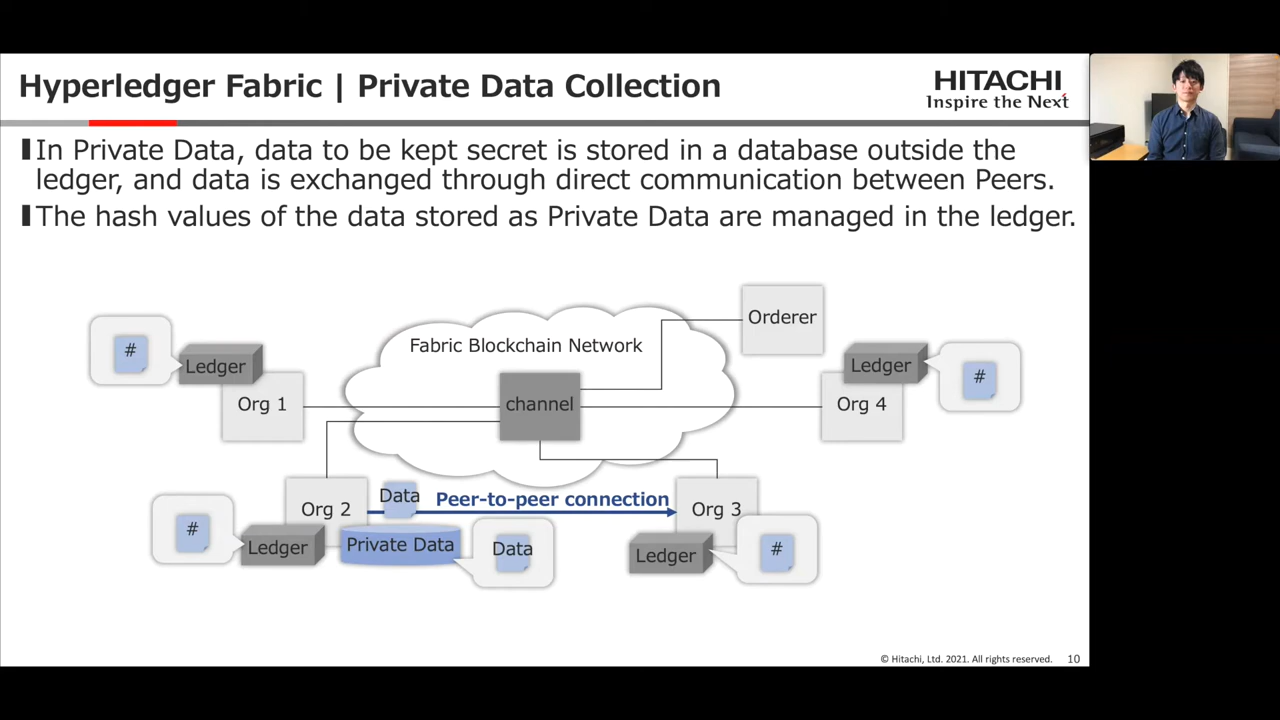 Hyperledger Fabric | Private Data Collection
HITACHI
Inspire the Next
In Private Data, data to be kept secret is stored in a database outside the
ledger, and data is exchanged through direct communication between Peers.
The hash values of the data stored as Private Data are managed in the ledger.
Orderer
Fabric Blockchain Network
#
Ledger
Org 1
channel
Ledger
Org 4
#
Org 2
Data
Peer-to-peer connection
Org 3
#
Ledger
Private Data
Data
Ledger
#
© Hitachi, Ltd. 2021. All rights reserved.
10